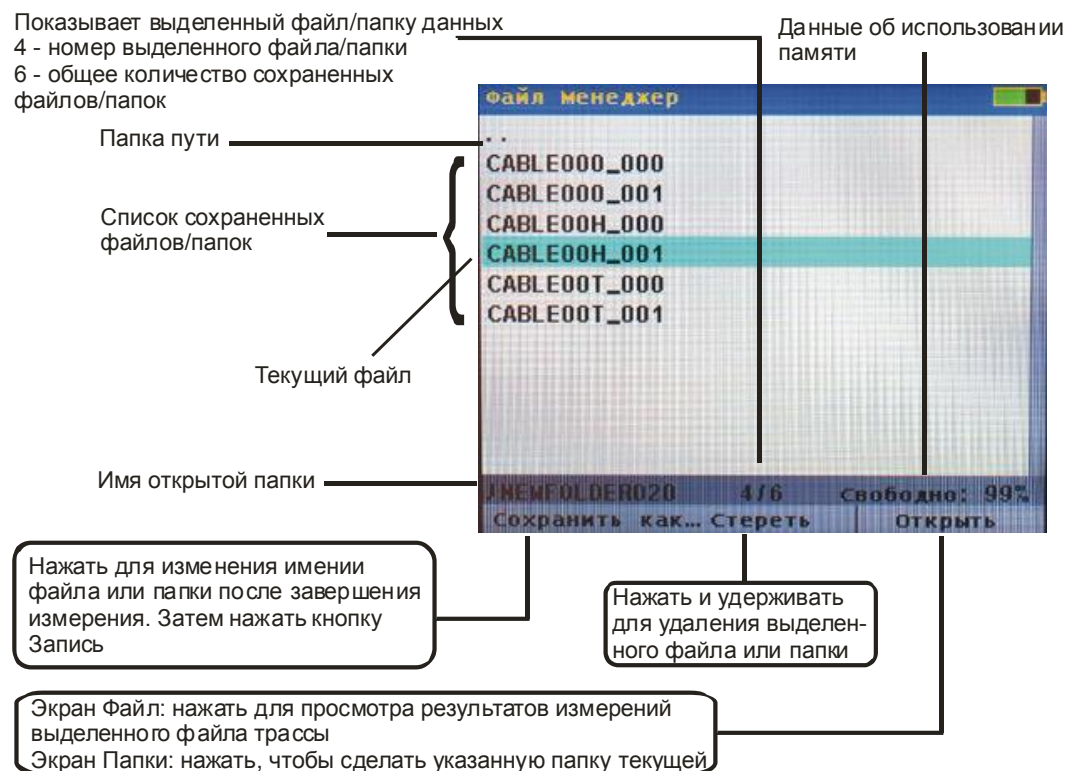 Показывает выделенный файл/папку данных
4 - номер выделенного файла/папки
6 - общее количество сохраненных
файлов/папок
Данные об использовании
памяти
Файл менеджер
Папка пути
..
CABLE000_000
CABLE000_001
CABLE00H_000
CABLE00H_001
CABLE00T_000
CABLE00T_001
Список сохраненных
файлов/папок
Текущий файл
Имя открытой папки
/NEWFOLDER020 4/6 Свободно: 99%
Сохранить как... Стереть Открыть
Нажать для изменения имении
файла или папки после завершения
измерения. Затем нажать кнопку
Запись
Нажать и удерживать
для удаления выделен-
ного файла или папки
Экран Файл: нажать для просмотра результатов измерений
выделенного файла трассы
Экран Папки: нажать, чтобы сделать указанную папку текущей